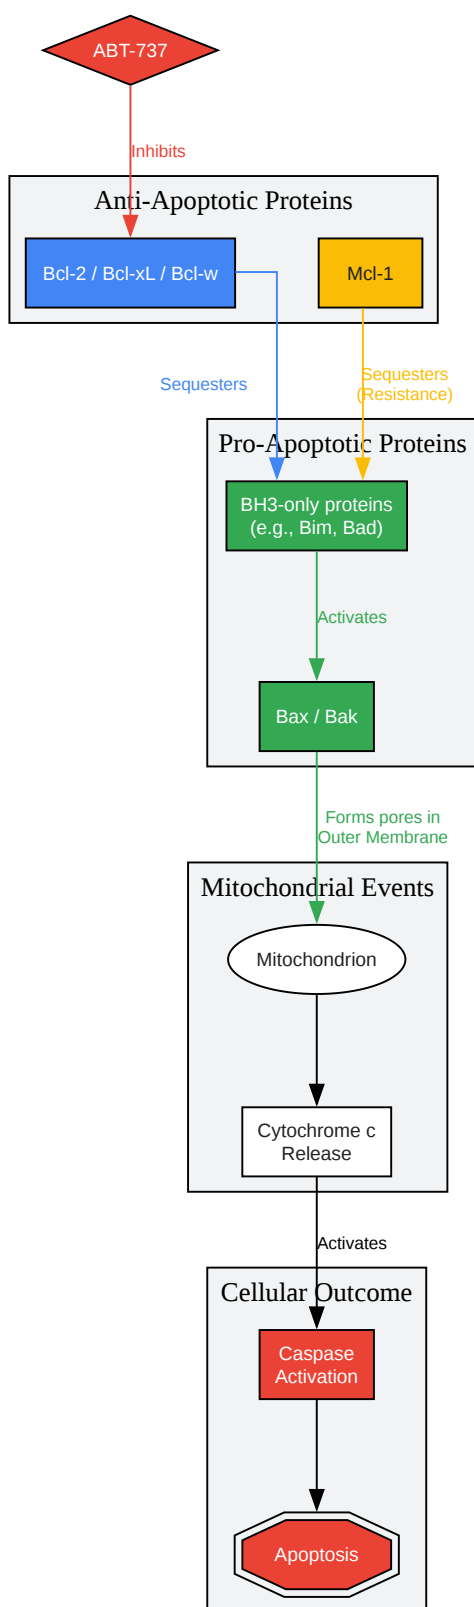 ABT-737
Inhibits
Anti-Apoptotic Proteins
Bcl-2 / Bcl-xL / Bcl-w
Mcl-1
Sequesters
Sequesters
(Resistance)
Pro-Apoptotic Proteins
BH3-only proteins
(e.g., Bim, Bad)
Activates
Bax / Bak
Forms pores in
Outer Membrane
Mitochondrial Events
Mitochondrion
Cytochrome c
Release
Activates
Cellular Outcome
Caspase
Activation
Apoptosis